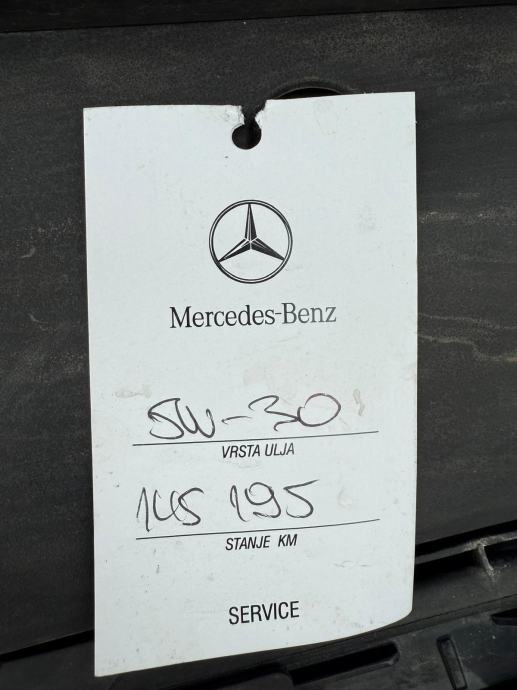 Mercedes-Benz
5W-30
VRSTA ULJA
145 195
STANJE KM
SERVICE